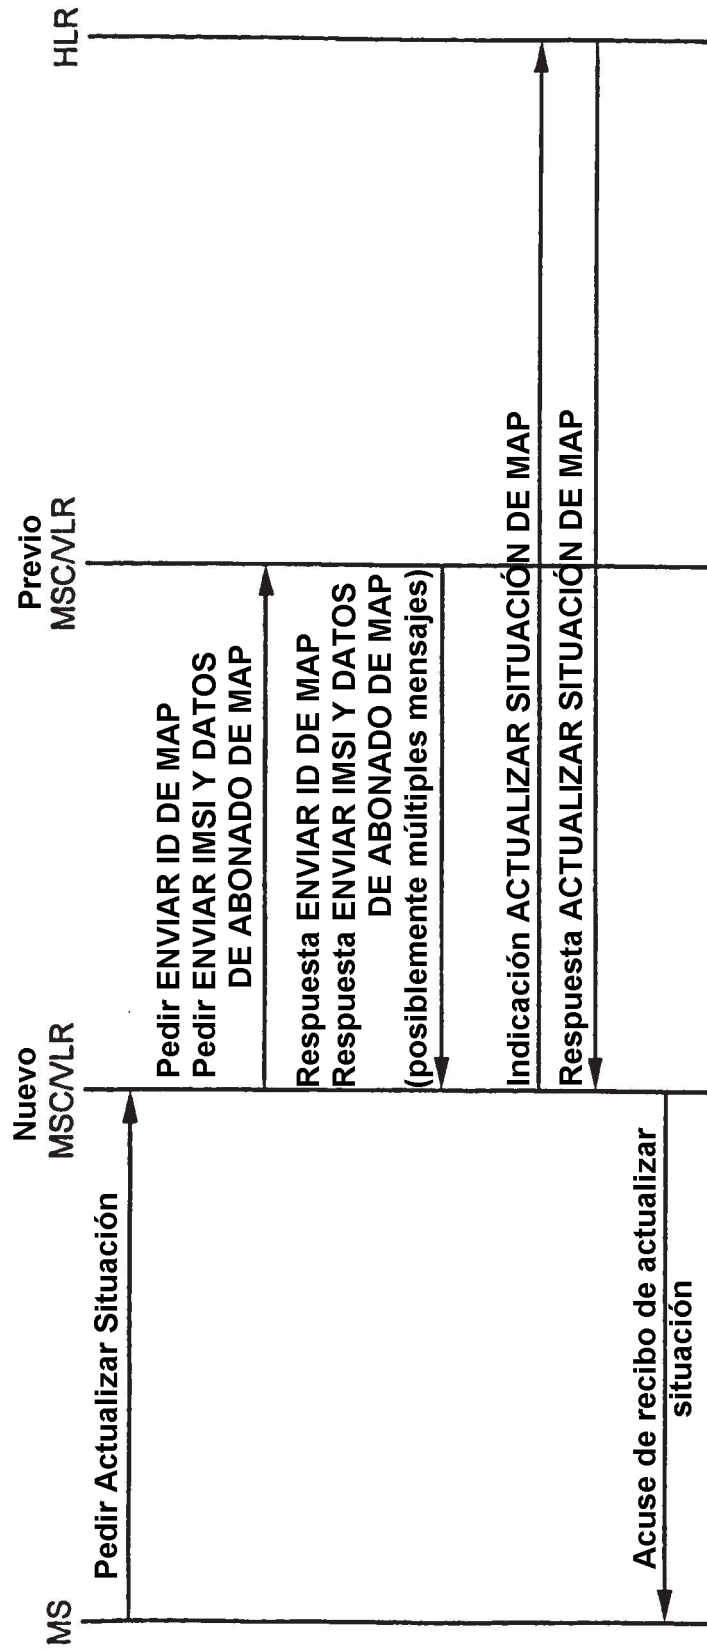 MS
Nuevo
MSC/VLR
Previo
MSC/VLR
HLR
Pedir Actualizar Situación
Pedir ENVIAR ID DE MAP
Pedir ENVIAR IMSI Y DATOS
DE ABONADO DE MAP
Respuesta ENVIAR ID DE MAP
Respuesta ENVIAR IMSI Y DATOS
DE ABONADO DE MAP
(posiblemente múltiples mensajes)
Indicación ACTUALIZAR SITUACIÓN DE MAP
Respuesta ACTUALIZAR SITUACIÓN DE MAP
Acuse de recibo de actualizar
situación